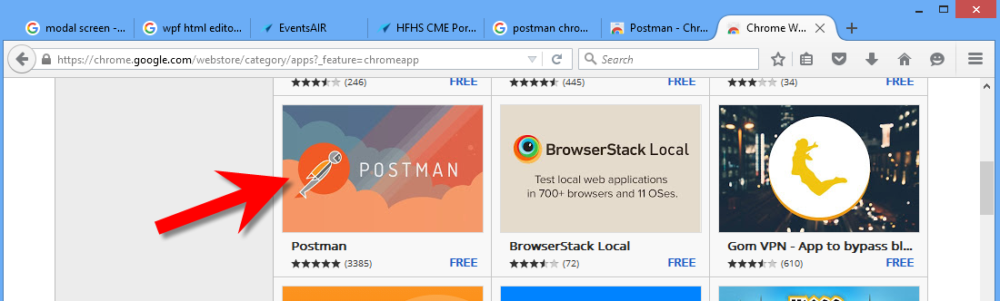 modal screen -... wpf html edito... EventsAIR HFHS CME Por... postman chro... Postman - Chr... Chrome W...
https://chrome.google.com/webstore/category/apps?_feature=chromeapp Search
(246) FREE (445) FREE (34) FREE
POSTMAN
BrowserStack Local
Test local web applications
in 700+ browsers and 11 OSes.
Postman BrowserStack Local Gom VPN - App to bypass bl...
(3385) FREE (72) FREE (610) FREE